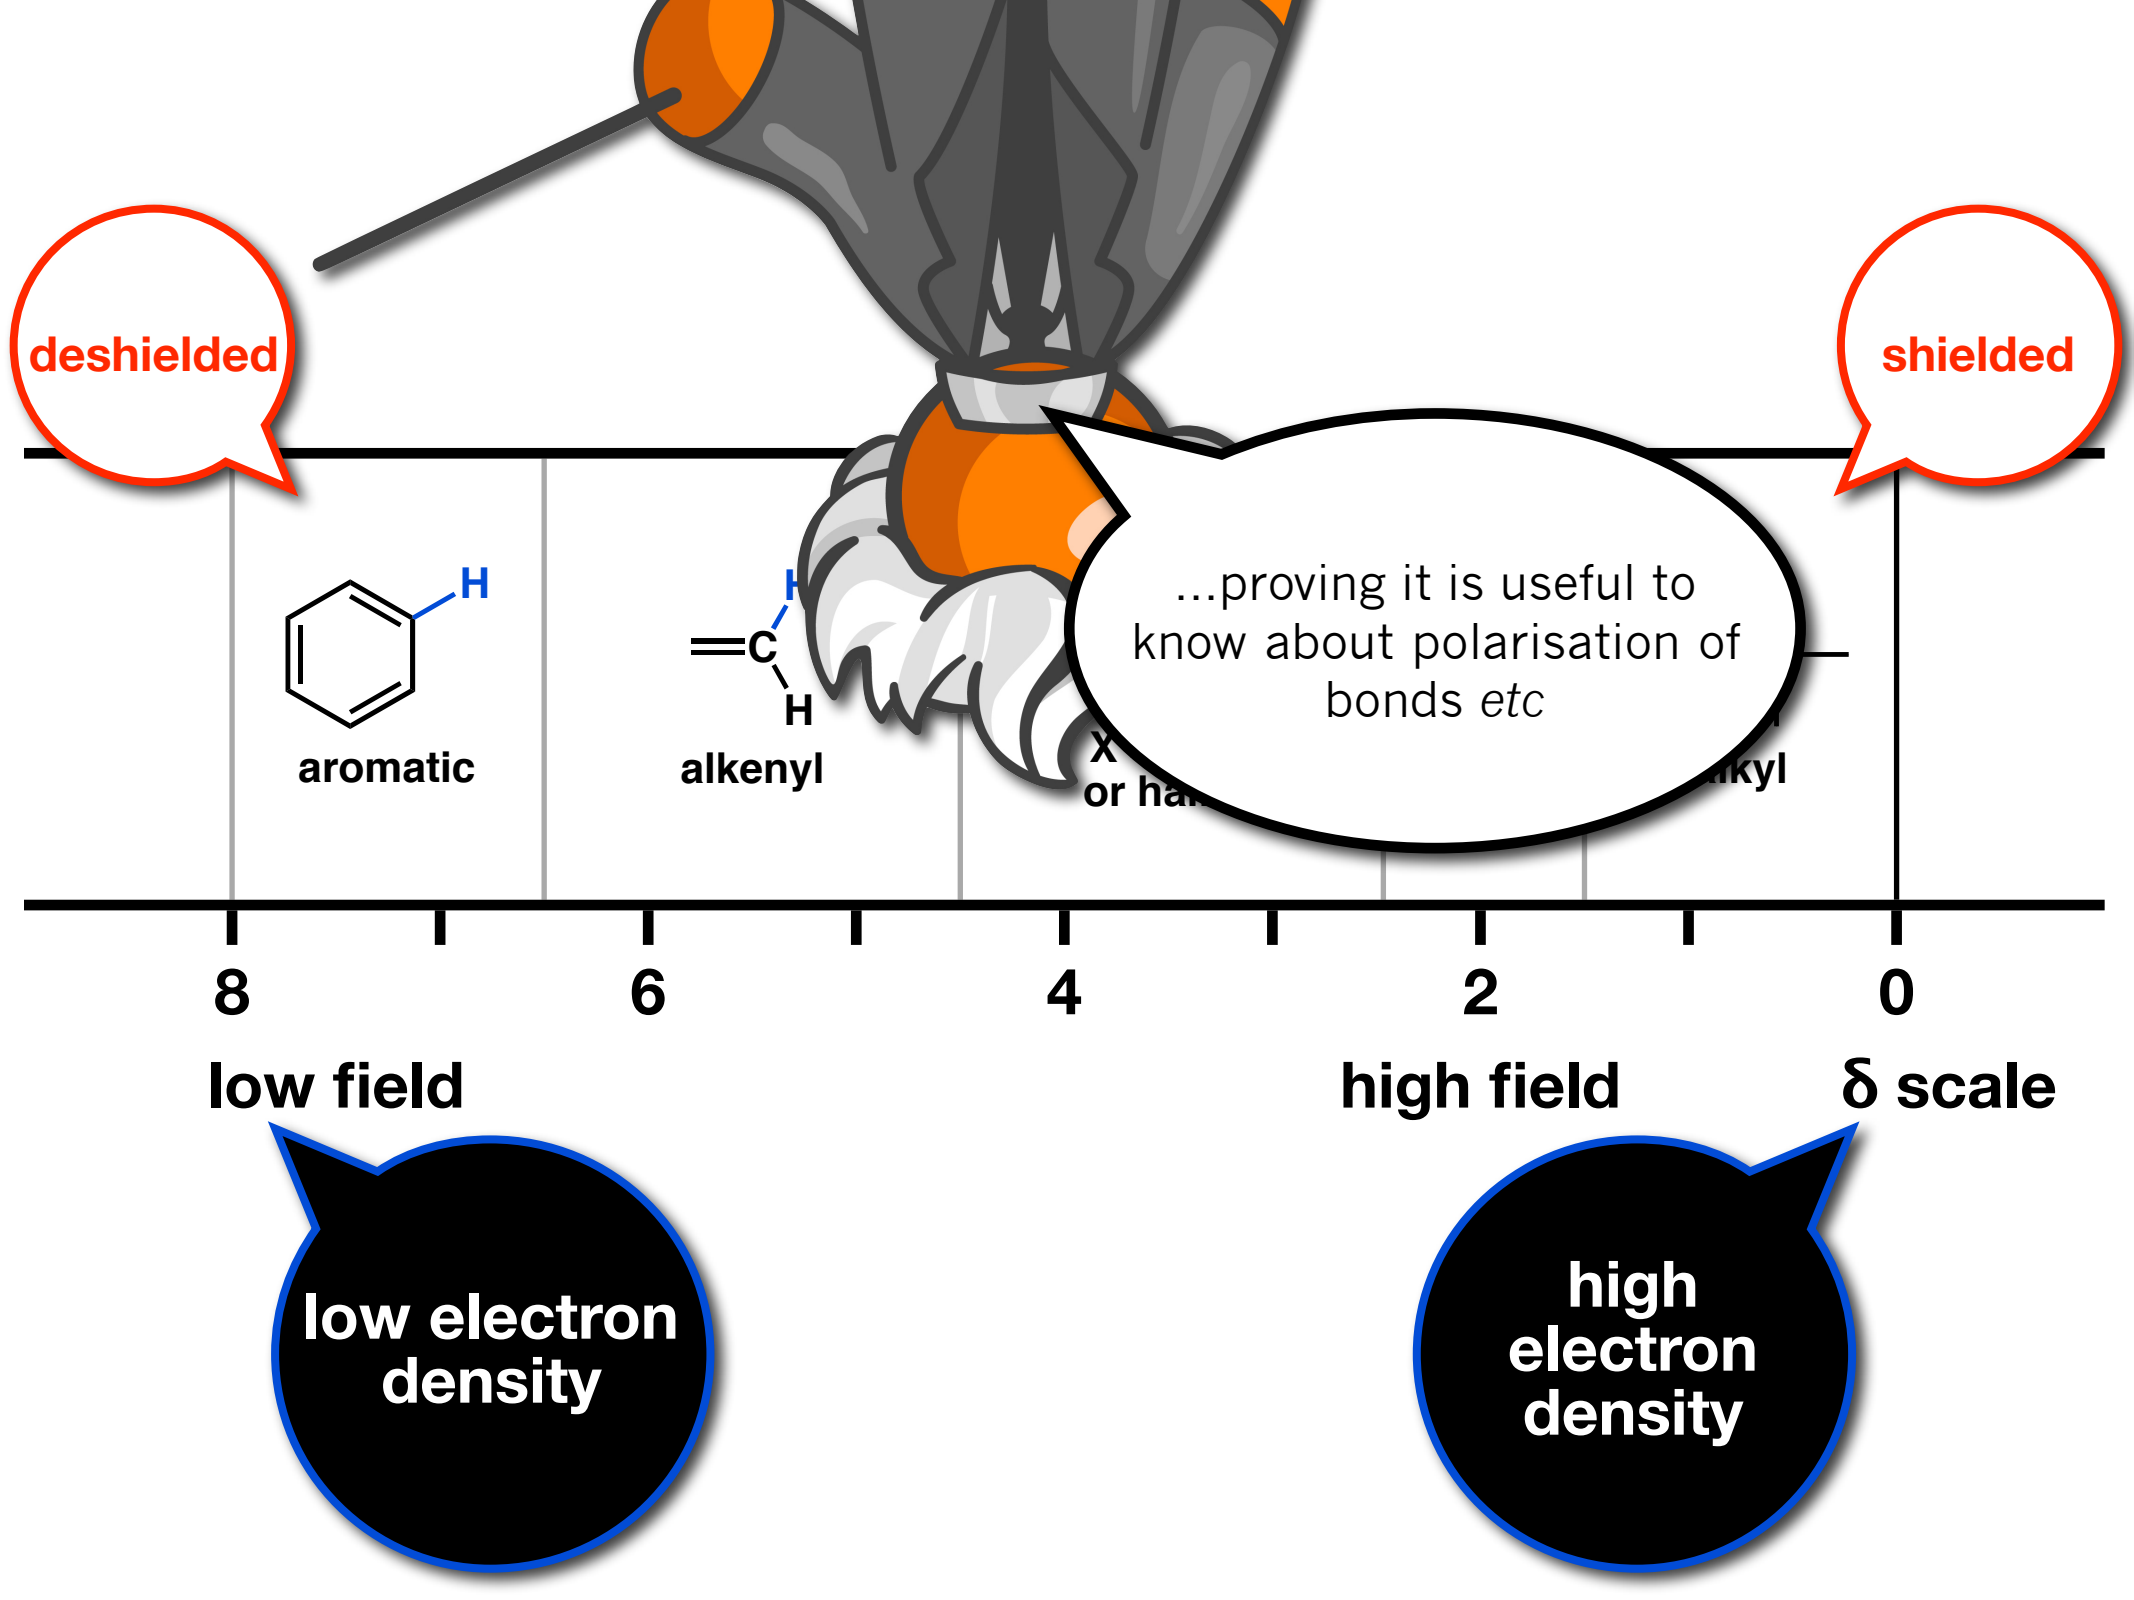 deshielded
shielded
...proving it is useful to
know about polarisation of
bonds etc
H
C
H
X
or
aromatic
alkenyl
8
6
4
2
0
low field
high field
δ scale
low electron
density
high
electron
density